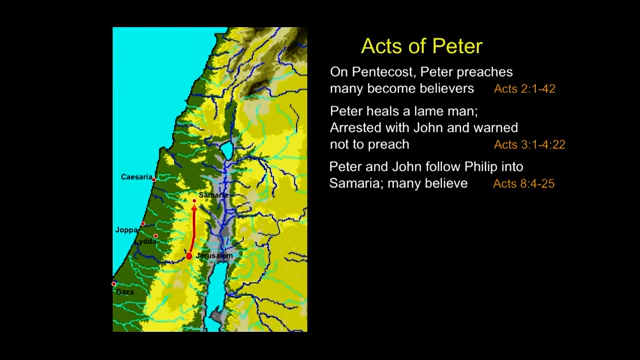 Acts of Peter
On Pentecost, Peter preaches
many become believers Acts 2:1-42
Peter heals a lame man;
Arrested with John and warned
not to preach Acts 3:1-4:22
Peter and John follow Philip into
Samaria; many believe Acts 8:4-25
Caesaria
Samaria
Joppa
Lydda
Jerusalem
Gaza